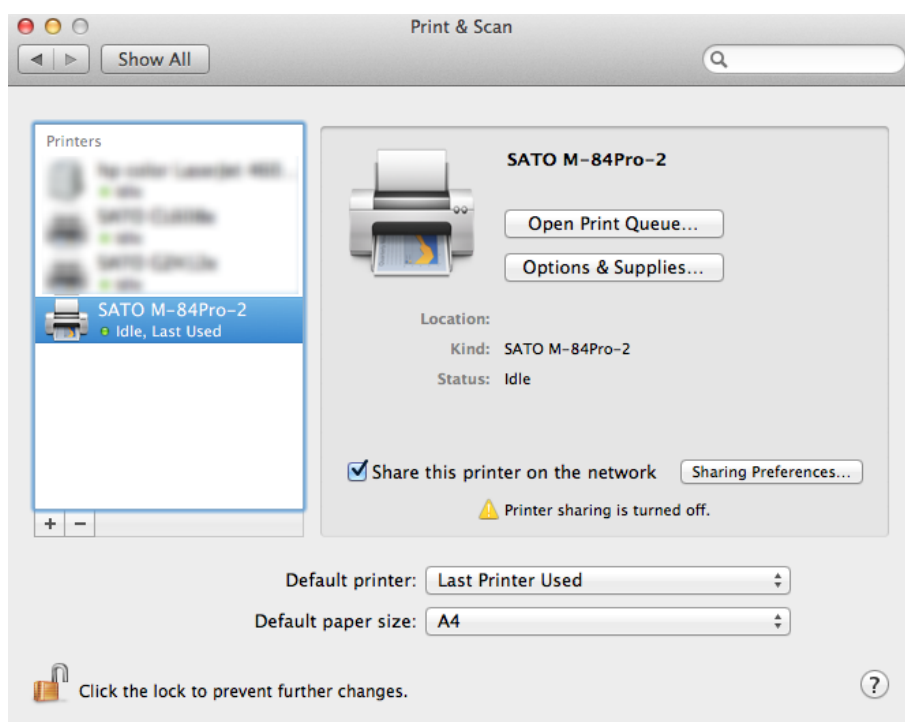 Print & Scan
Show All
Printers
SATO M-84Pro-2
Idle, Last Used
SATO M-84Pro-2
Open Print Queue...
Options & Supplies...
Location:
Kind: SATO M-84Pro-2
Status: Idle
Share this printer on the network Sharing Preferences...
Printer sharing is turned off.
+ −
Default printer: Last Printer Used
Default paper size: A4
Click the lock to prevent further changes. ?